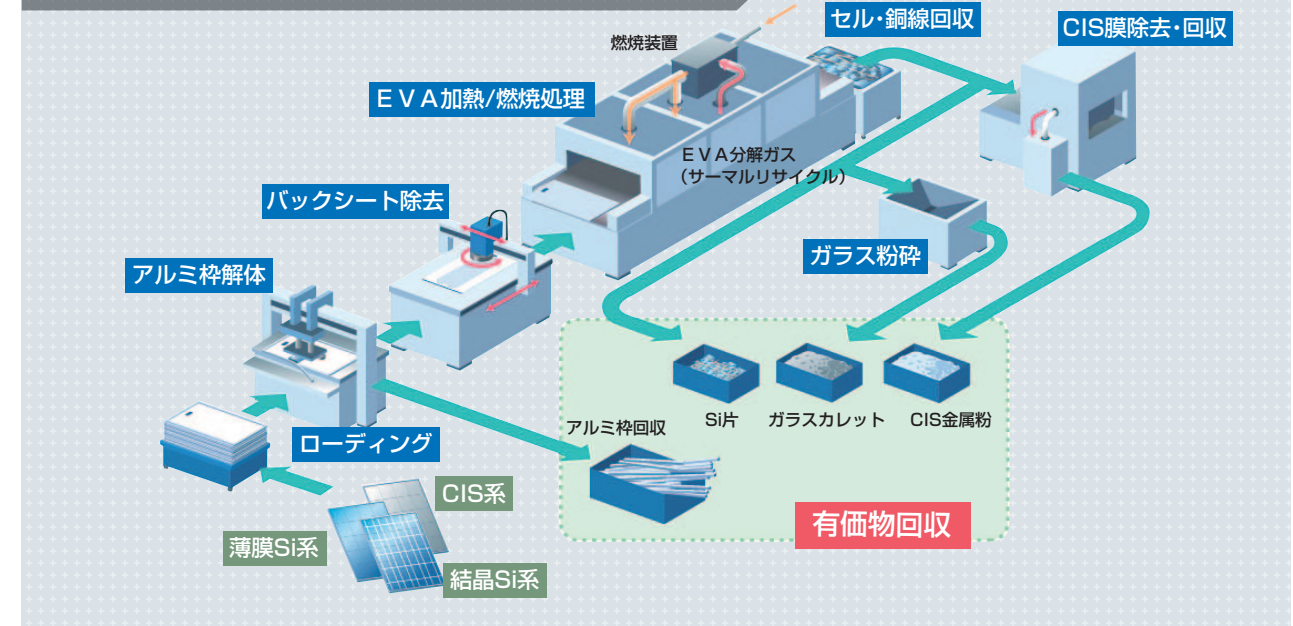 セル・銅線回収
CIS膜除去・回収
燃焼装置
ＥＶＡ加熱/燃焼処理
ＥＶＡ分解ガス
（サーマルリサイクル）
バックシート除去
ガラス粉砕
アルミ枠解体
Si片
ガラスカレット
CIS金属粉
アルミ枠回収
ローディング
CIS系
有価物回収
薄膜Si系
結晶Si系